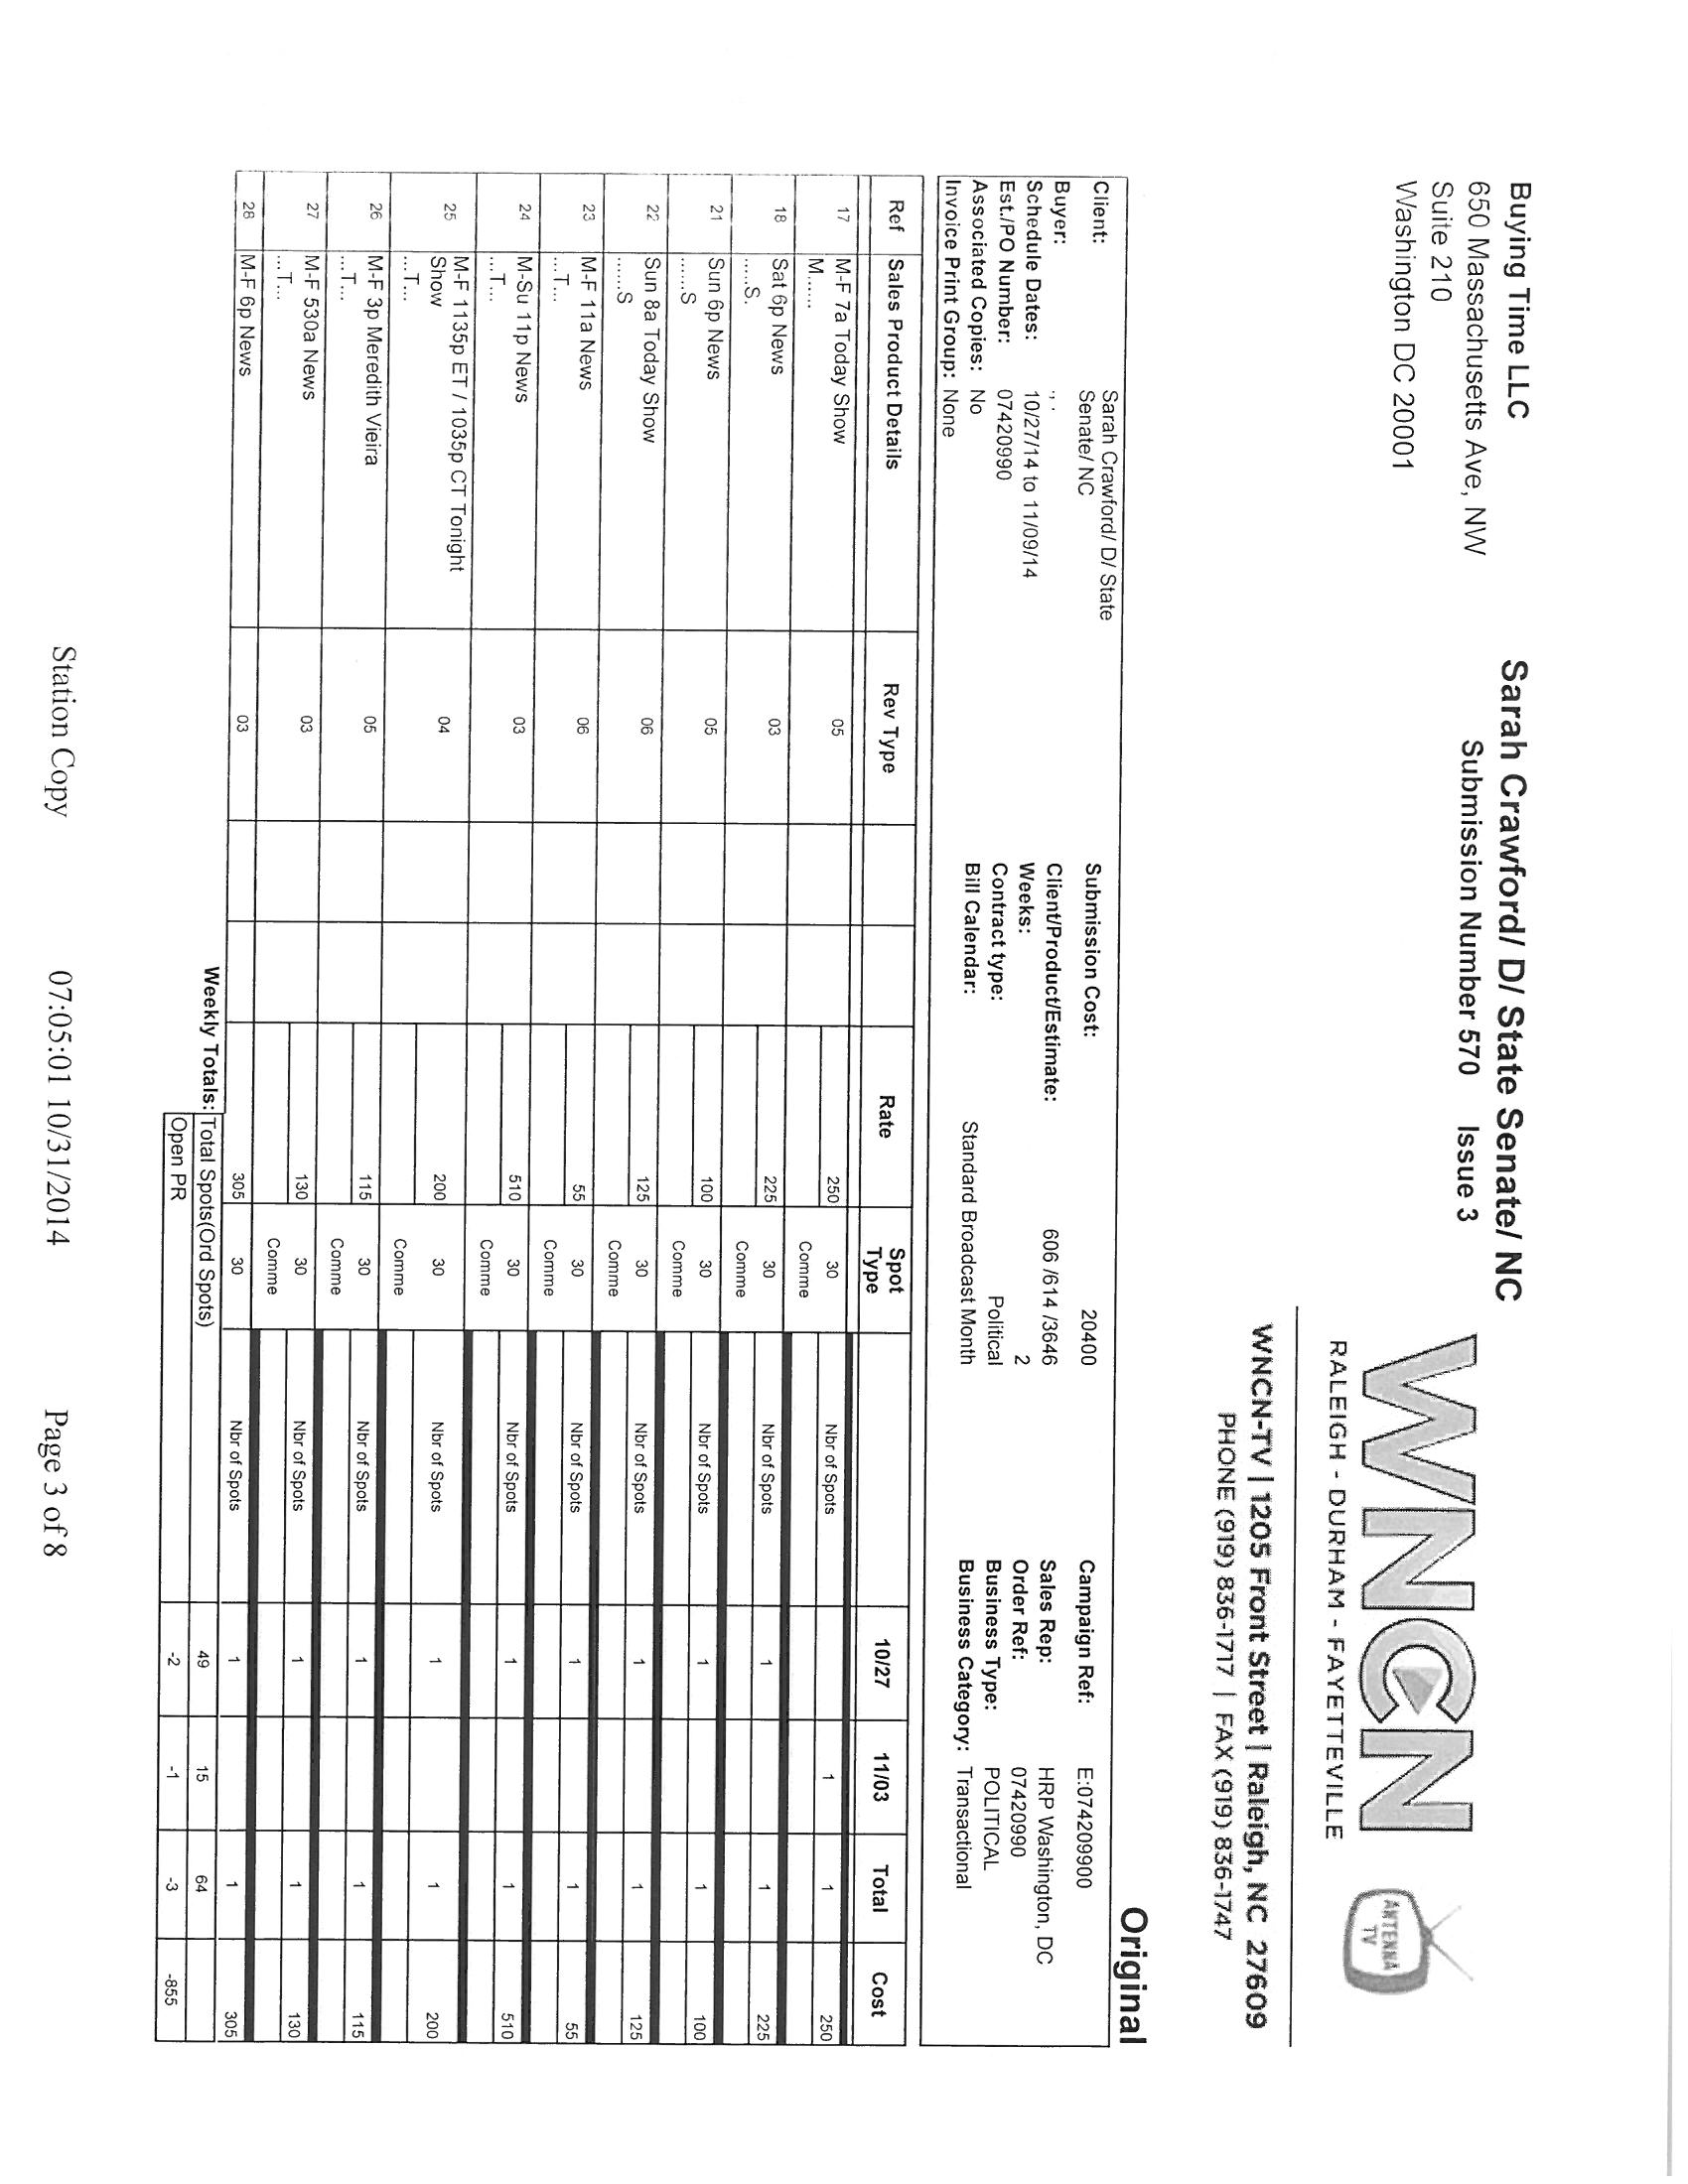 Buying Time LLC
650 Massachusetts Ave, NW
Suite 210
Washington DC 20001
Sarah Crawford/ D/ State Senate/ NC
Submission Number 570 Issue 3
WNCN
RALEIGH - DURHAM - FAYETTEVILLE
ANTENNA
TV
WNCN-TV | 1205 Front Street | Raleigh, NC 27609
PHONE (919) 836-1717 | FAX (919) 836-1747
Original
Client: Sarah Crawford/ D/ State Senate/ NC
Buyer: , .
Schedule Dates: 10/27/14 to 11/09/14
Est./PO Number: 07420990
Associated Copies: No
Invoice Print Group: None
Submission Cost: 20400
Client/Product/Estimate: 606 /614 /3646
Weeks: 2
Contract type: Political
Bill Calendar: Standard Broadcast Month
Campaign Ref: E:074209900
Sales Rep: HRP Washington, DC
Order Ref: 07420990
Business Type: POLITICAL
Business Category: Transactional
Ref Sales Product Details Rev Type Rate Spot Type 10/27 11/03 Total Cost
17 M-F 7a Today Show 05 250 30 Nbr of Spots 1 1 250
M...... Comme
18 Sat 6p News 03 225 30 Nbr of Spots 1 1 225
.....S. Comme
21 Sun 6p News 05 100 30 Nbr of Spots 1 1 100
......S Comme
22 Sun 8a Today Show 06 125 30 Nbr of Spots 1 1 125
......S Comme
23 M-F 11a News 06 55 30 Nbr of Spots 1 1 55
...T... Comme
24 M-Su 11p News 03 510 30 Nbr of Spots 1 1 510
...T... Comme
25 M-F 1135p ET / 1035p CT Tonight 04 200 30 Nbr of Spots 1 1 200
Show
...T... Comme
26 M-F 3p Meredith Vieira 05 115 30 Nbr of Spots 1 1 115
...T... Comme
27 M-F 530a News 03 130 30 Nbr of Spots 1 1 130
...T... Comme
28 M-F 6p News 03 305 30 Nbr of Spots 1 1 305
Weekly Totals: Total Spots(Ord Spots) 49 15 64
Open PR -2 -1 -3 -855
Station Copy 07:05:01 10/31/2014 Page 3 of 8